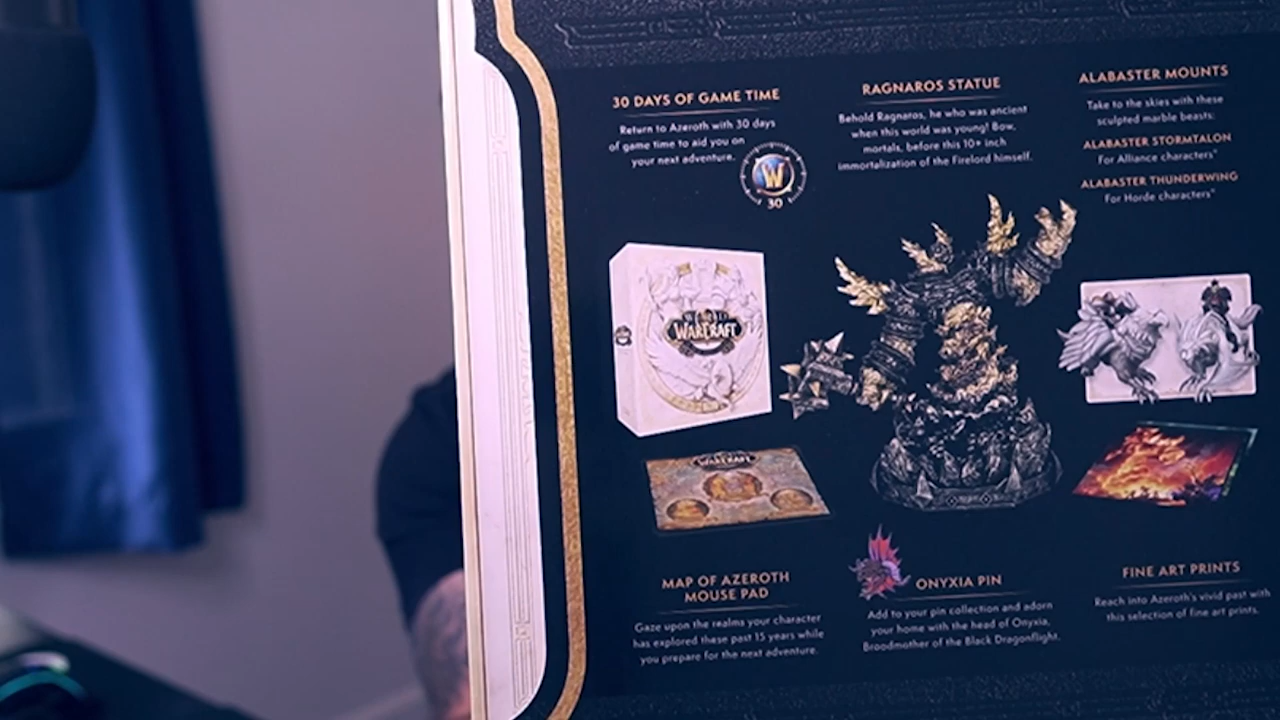 30 DAYS OF GAME TIME
Return to Azeroth with 30 days
of game time to aid you on
your next adventure.
W
30
RAGNAROS STATUE
Behold Ragnaros, he who was ancient
when this world was young! Bow,
mortals, before this 10+ inch
immortalization of the Firelord himself.
ALABASTER MOUNTS
Take to the skies with these
sculpted marble beasts:
ALABASTER STORMTALON
For Alliance characters*
ALABASTER THUNDERWING
For Horde characters*
WORLD
WARCRAFT
WARCRAFT
MAP OF AZEROTH
MOUSE PAD
Gaze upon the realms your character
has explored these past 15 years while
you prepare for the next adventure.
ONYXIA PIN
Add to your pin collection and adorn
your home with the head of Onyxia,
Broodmother of the Black Dragonflight.
FINE ART PRINTS
Reach into Azeroth's vivid past with
this selection of fine art prints.